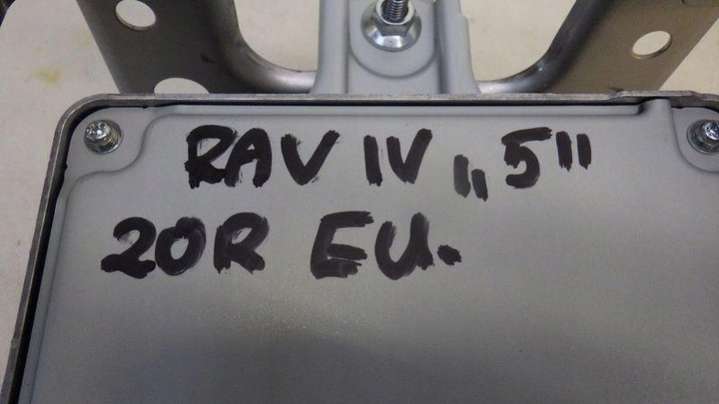 RAV IV „5"
20R EU.